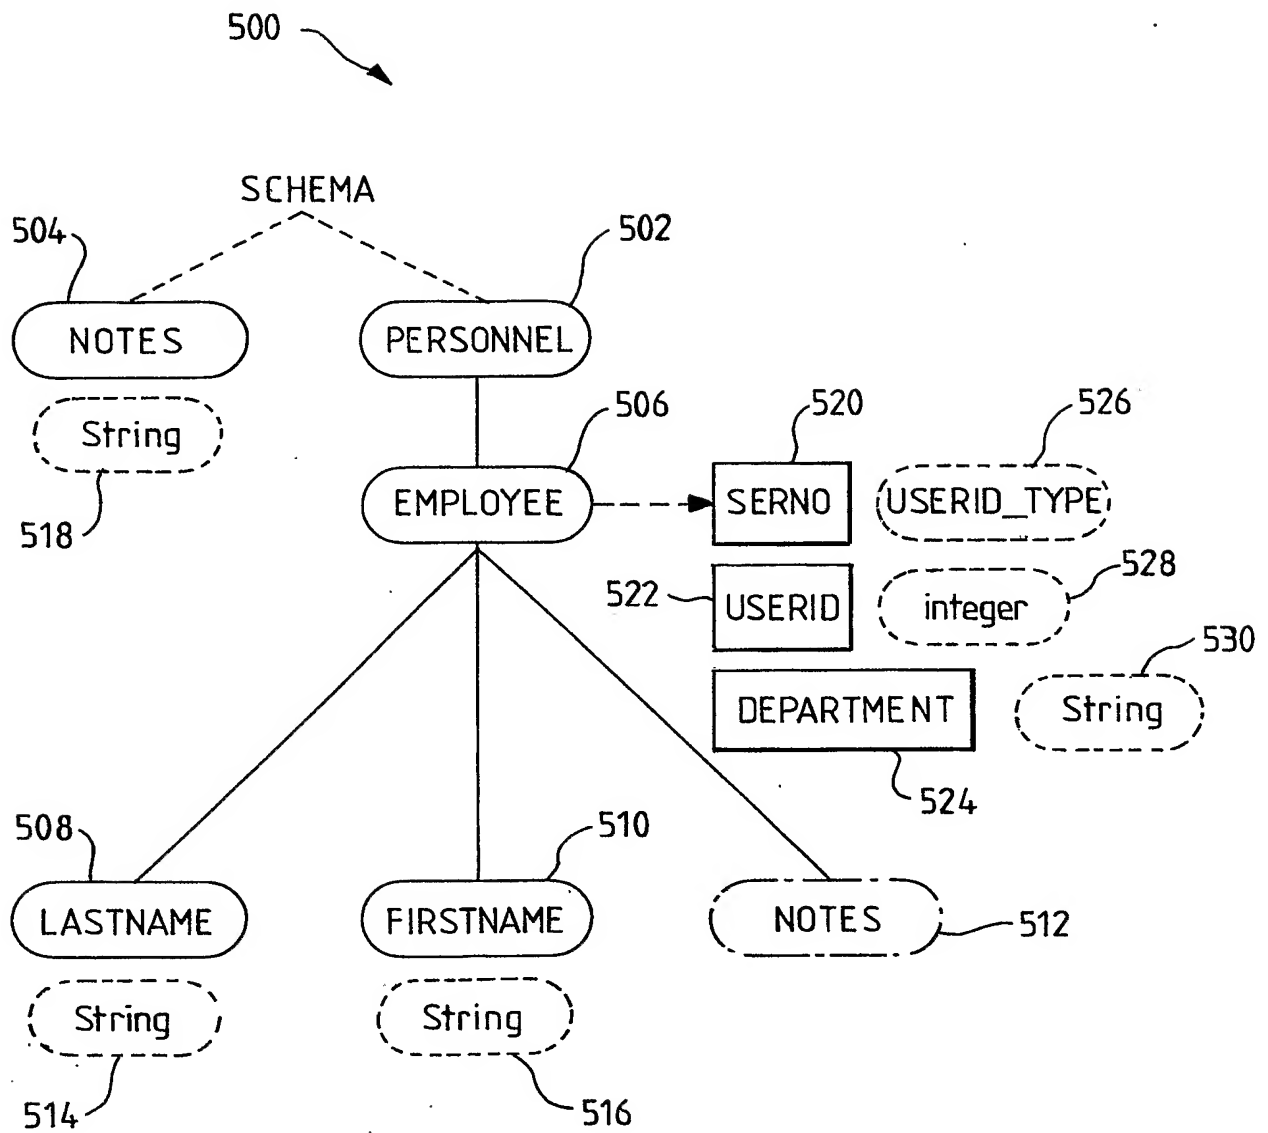 500
SCHEMA
504
502
NOTES
PERSONNEL
String
518
506
520
526
EMPLOYEE
SERNO
USERID_TYPE
522
USERID
integer
528
530
DEPARTMENT
String
524
508
510
LASTNAME
FIRSTNAME
NOTES
512
String
String
514
516